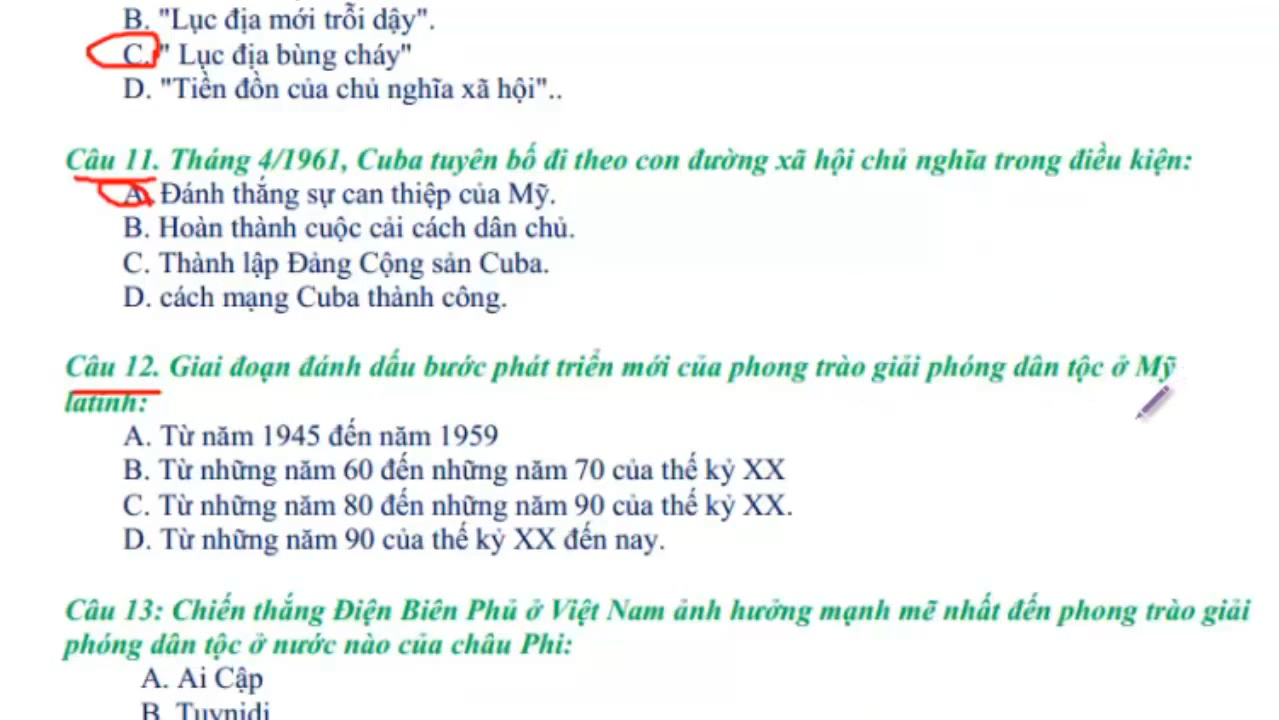 B. "Lục địa mới trỗi dậy".
C. " Lục địa bùng cháy"
D. "Tiền đồn của chủ nghĩa xã hội"..
Câu 11. Tháng 4/1961, Cuba tuyên bố đi theo con đường xã hội chủ nghĩa trong điều kiện:
A. Đánh thắng sự can thiệp của Mỹ.
B. Hoàn thành cuộc cải cách dân chủ.
C. Thành lập Đảng Cộng sản Cuba.
D. cách mạng Cuba thành công.
Câu 12. Giai đoạn đánh dấu bước phát triển mới của phong trào giải phóng dân tộc ở Mỹ
latinh:
A. Từ năm 1945 đến năm 1959
B. Từ những năm 60 đến những năm 70 của thế kỷ XX
C. Từ những năm 80 đến những năm 90 của thế kỷ XX.
D. Từ những năm 90 của thế kỷ XX đến nay.
Câu 13: Chiến thắng Điện Biên Phủ ở Việt Nam ảnh hưởng mạnh mẽ nhất đến phong trào giải
phóng dân tộc ở nước nào của châu Phi:
A. Ai Cập
B. Tuynidi